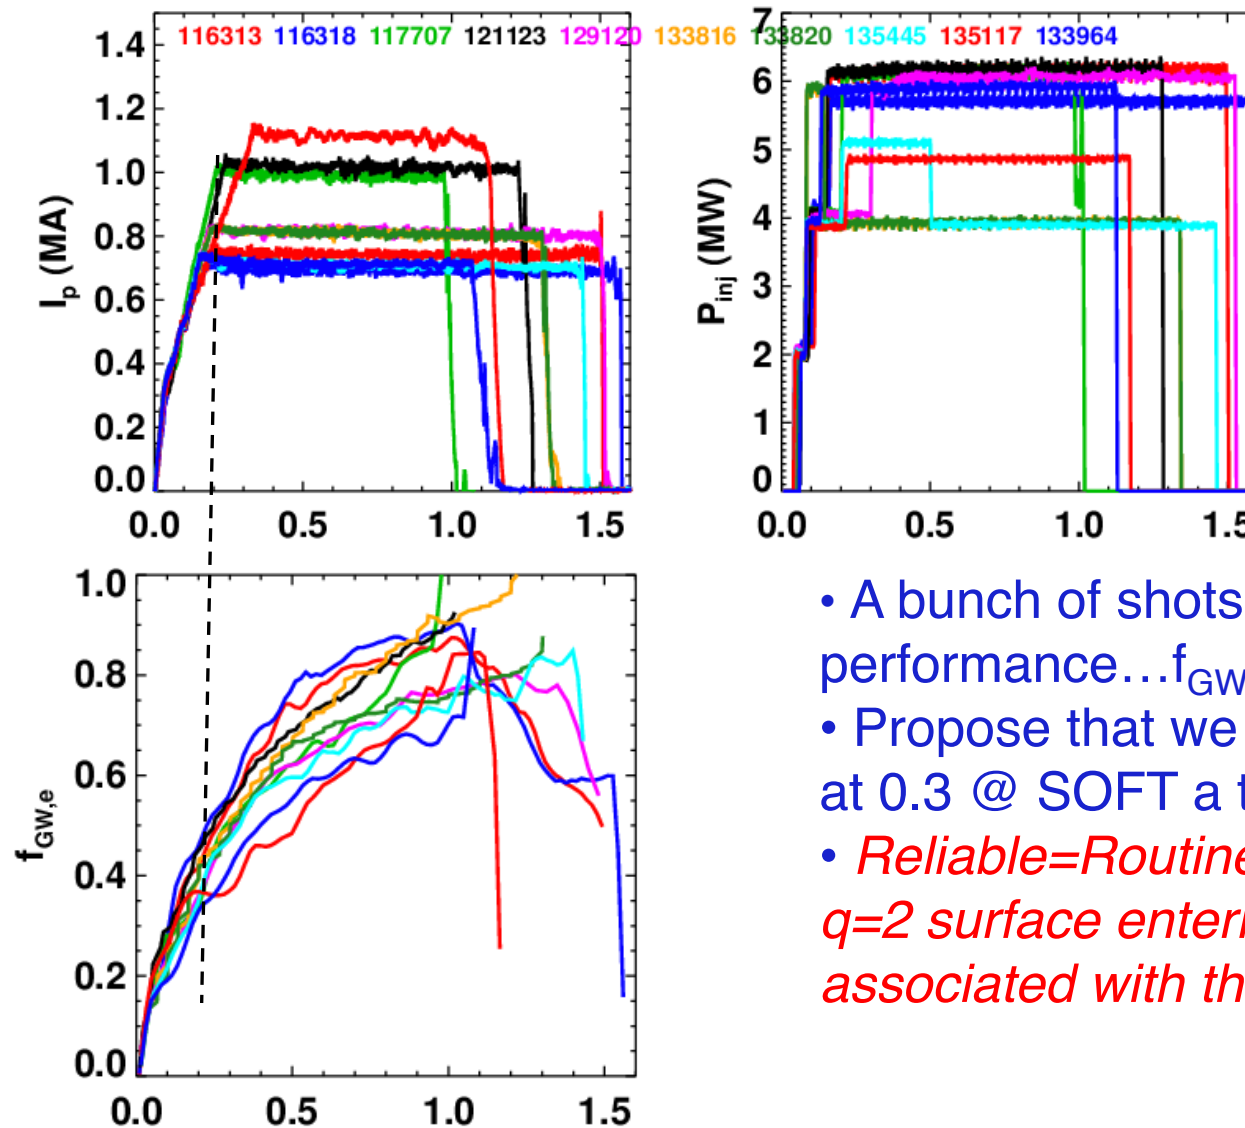 116313 116318 117707 121123 129120 133816 133820 135445 135117 133964
1.4
1.2
1.0
0.8
0.6
0.4
0.2
0.0
Ip (MA)
0.0 0.5 1.0 1.5
7
6
5
4
3
2
1
0
Pinj (MW)
0.0 0.5 1.0 1.5
1.0
0.8
0.6
0.4
0.2
0.0
fGW,e
0.0 0.5 1.0 1.5
• A bunch of shots
performance…fGW
• Propose that we
at 0.3 @ SOFT a
• Reliable=Routine
q=2 surface
associated with